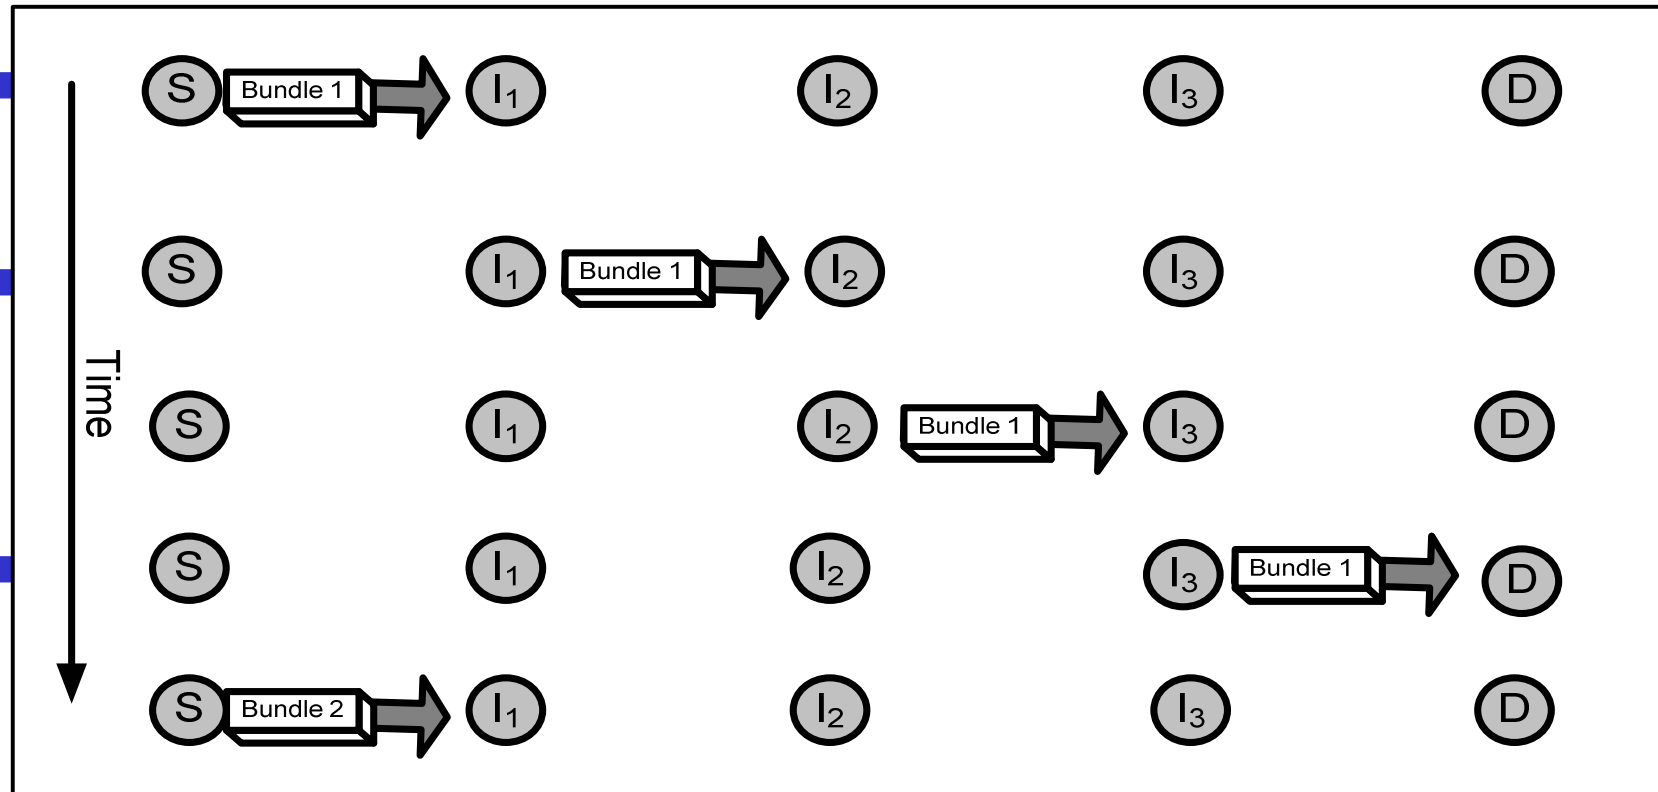 S Bundle 1 I₁ I₂ I₃ D
S I₁ Bundle 1 I₂ I₃ D
Time
S I₁ I₂ Bundle 1 I₃ D
S I₁ I₂ I₃ Bundle 1 D
S Bundle 2 I₁ I₂ I₃ D